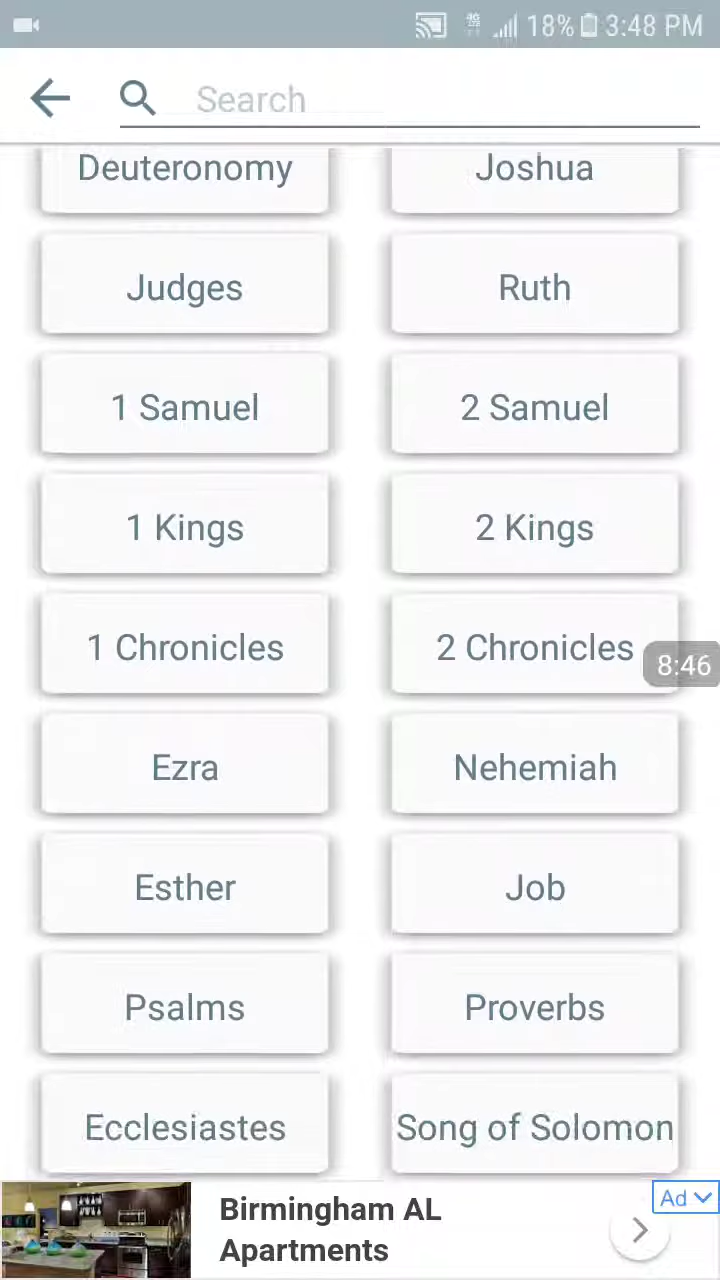 4G 18% 3:48 PM
Search
Deuteronomy Joshua
Judges Ruth
1 Samuel 2 Samuel
1 Kings 2 Kings
1 Chronicles 2 Chronicles
8:46
Ezra Nehemiah
Esther Job
Psalms Proverbs
Ecclesiastes Song of Solomon
Ad
Birmingham AL
Apartments